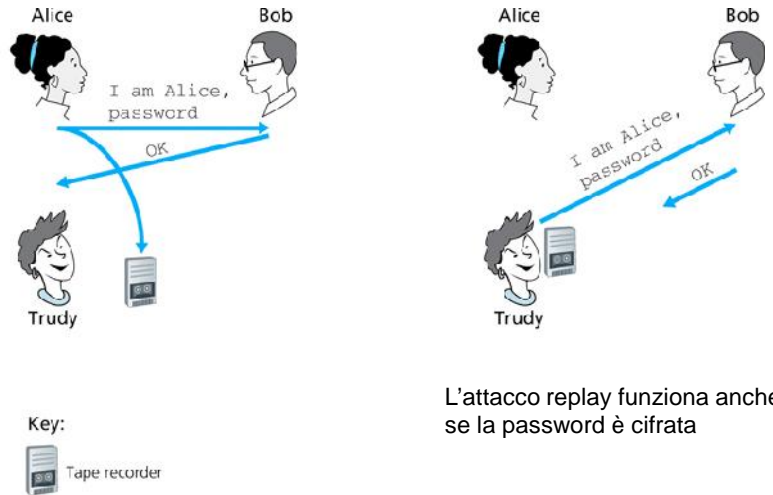 Alice
Bob
I am Alice,
password
OK
Trudy
Key:
Tape recorder
Alice
Bob
I am Alice,
password
OK
Trudy
L'attacco replay funziona anche
se la password è cifrata